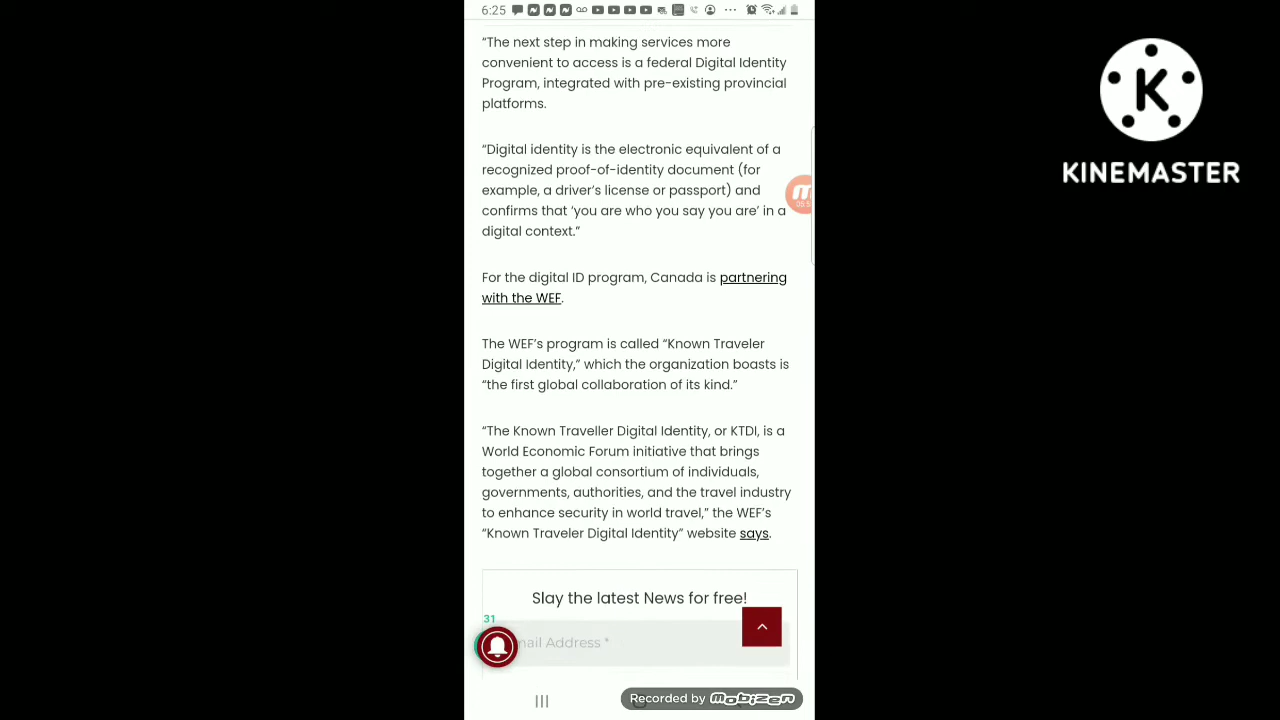 6:25
“The next step in making services more
convenient to access is a federal Digital Identity
Program, integrated with pre-existing provincial
platforms.
“Digital identity is the electronic equivalent of a
recognized proof-of-identity document (for
example, a driver’s license or passport) and
confirms that ‘you are who you say you are’ in a
digital context.”
For the digital ID program, Canada is partnering
with the WEF.
The WEF’s program is called “Known Traveler
Digital Identity,” which the organization boasts is
“the first global collaboration of its kind.”
“The Known Traveller Digital Identity, or KTDI, is a
World Economic Forum initiative that brings
together a global consortium of individuals,
governments, authorities, and the travel industry
to enhance security in world travel,” the WEF’s
“Known Traveler Digital Identity” website says.
Slay the latest News for free!
31
mail Address *
Recorded by mobizen
K
KINEMASTER